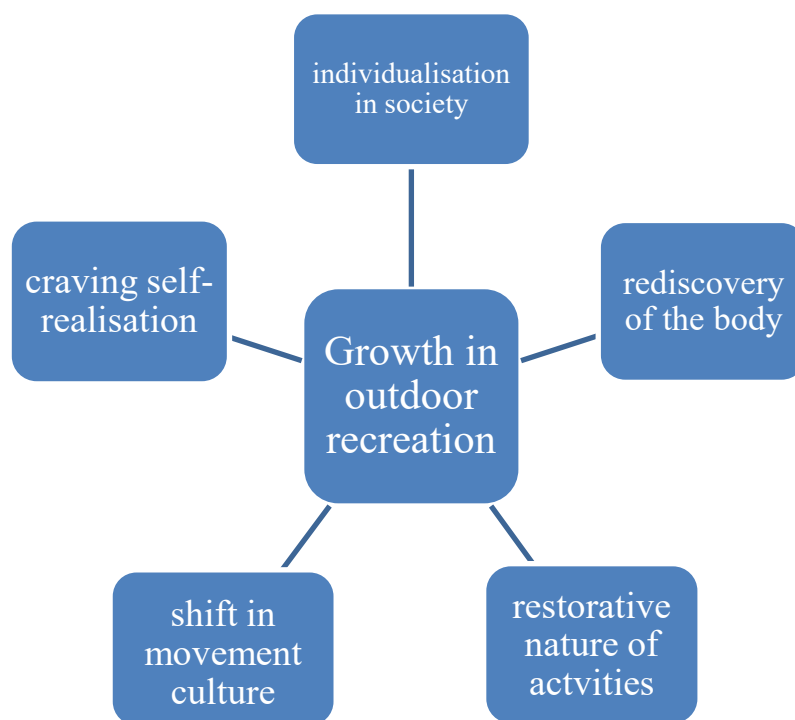 individualisation
in society
craving self-
realisation
rediscovery
of the body
Growth in
outdoor
recreation
shift in
movement
culture
restorative
nature of
actvities